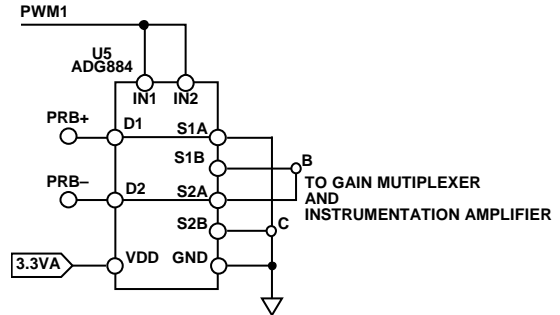 PWM1
U5
ADG884
IN1 IN2
PRB+
D1
S1A
S1B
B
PRB–
D2
S2A
TO GAIN MUTIPLEXER
AND
INSTRUMENTATION AMPLIFIER
S2B
C
3.3VA
VDD
GND